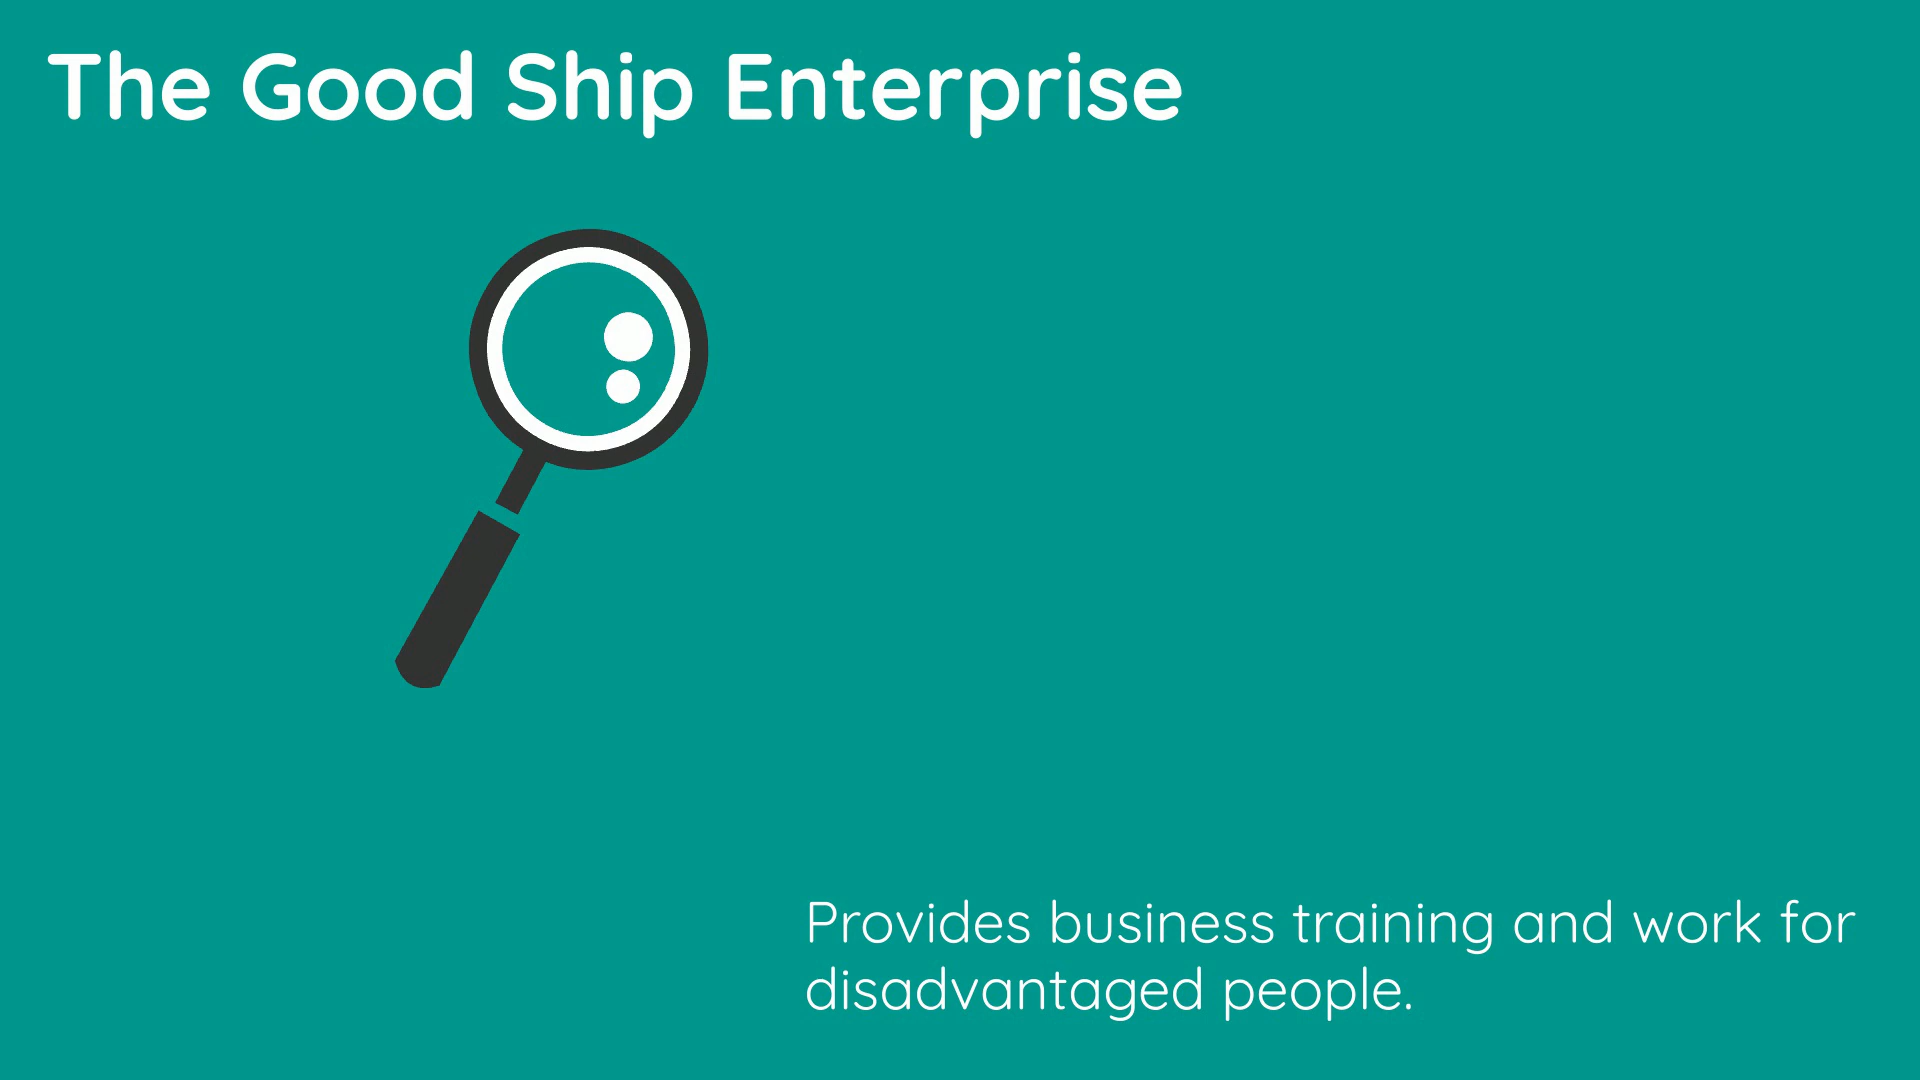 The Good Ship Enterprise
Provides business training and work for
disadvantaged people.